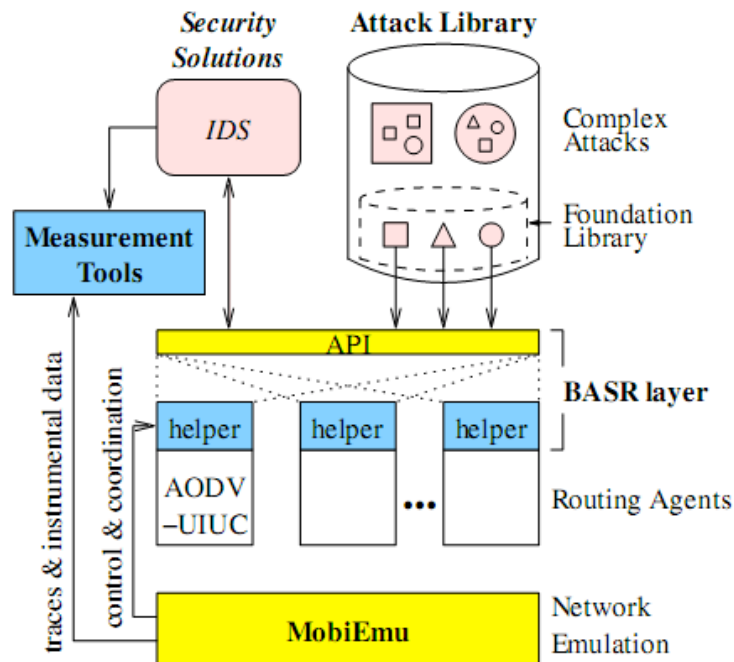 Security
Solutions
Attack Library
IDS
Complex
Attacks
Foundation
Library
Measurement
Tools
API
BASR layer
helper
helper
helper
AODV
-UIUC
•••
Routing Agents
traces & instrumental data
control & coordination
MobiEmu
Network
Emulation